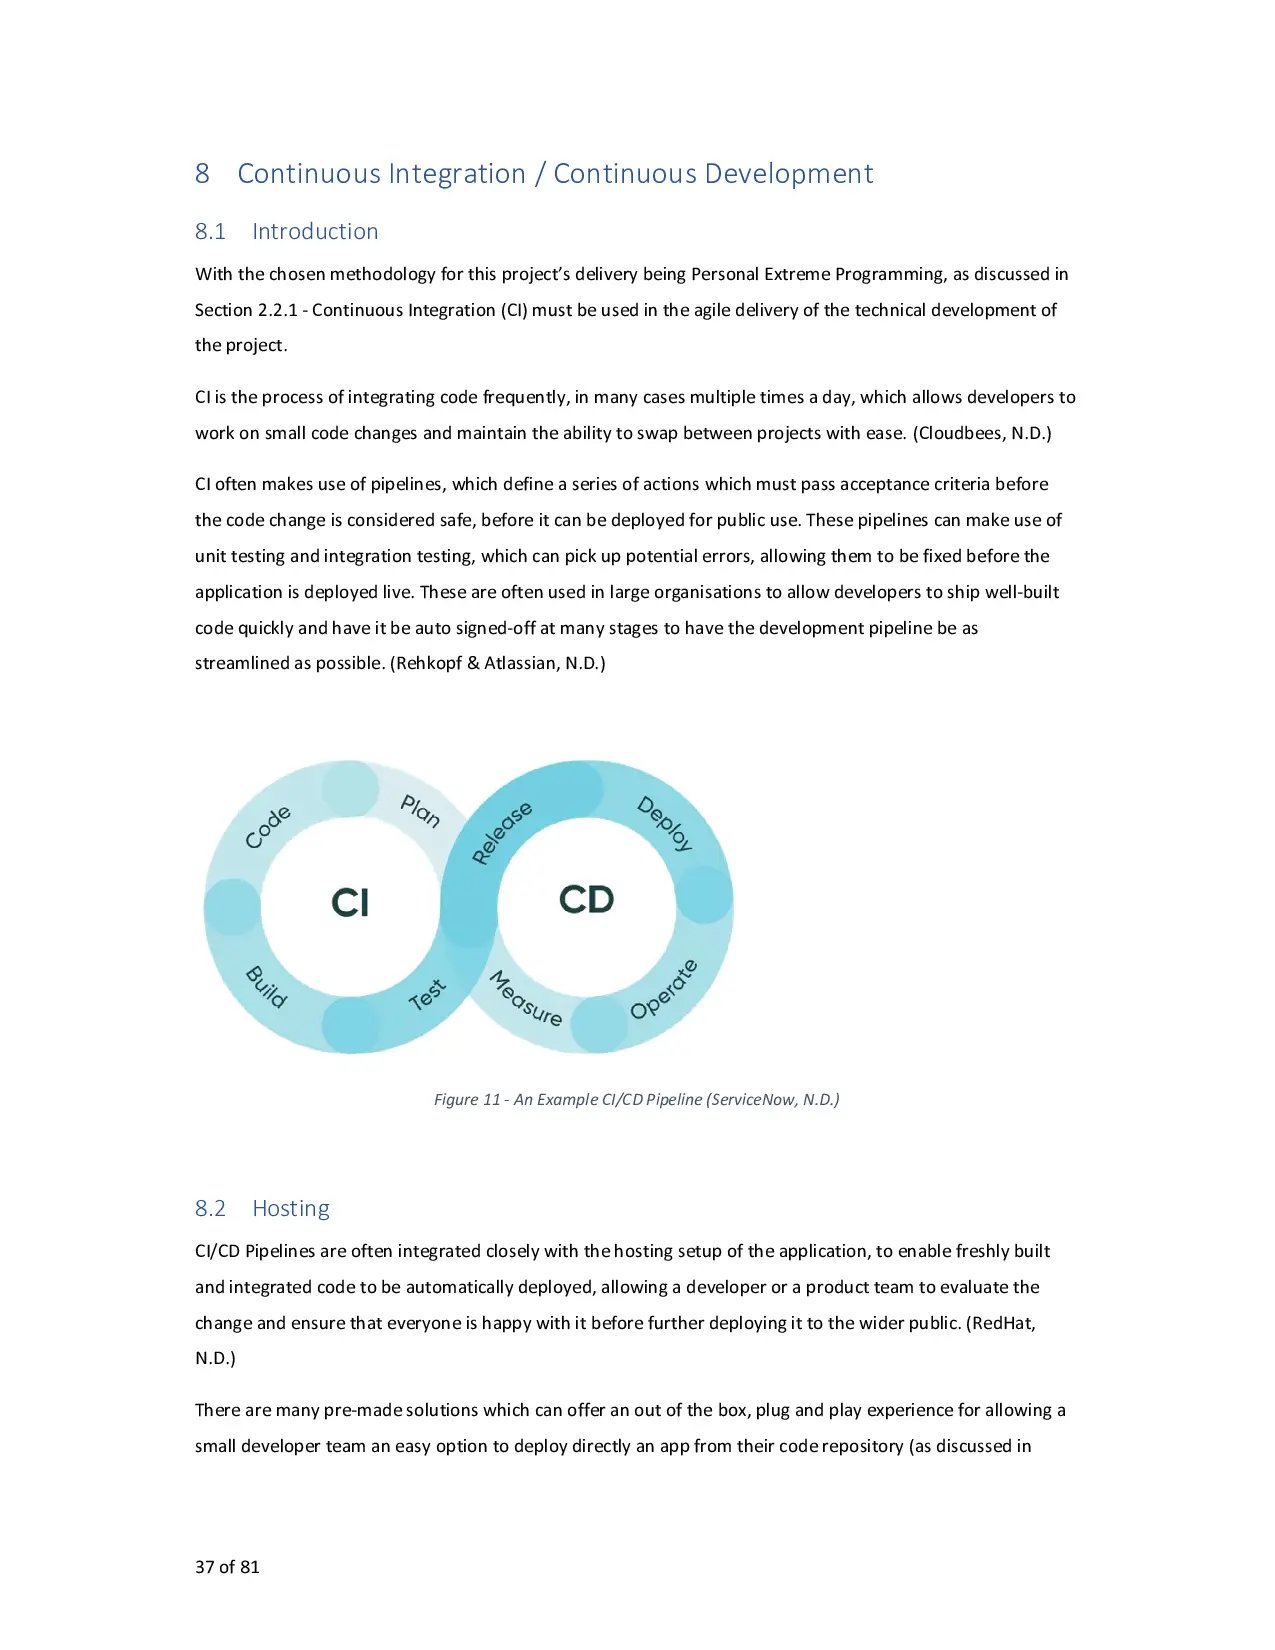 8 Continuous Integration / Continuous Development
8.1 Introduction
With the chosen methodology for this project’s delivery being Personal Extreme Programming, as discussed in
Section 2.2.1 - Continuous Integration (CI) must be used in the agile delivery of the technical development of
the project.
CI is the process of integrating code frequently, in many cases multiple times a day, which allows developers to
work on small code changes and maintain the ability to swap between projects with ease. (Cloudbees, N.D.)
CI often makes use of pipelines, which define a series of actions which must pass acceptance criteria before
the code change is considered safe, before it can be deployed for public use. These pipelines can make use of
unit testing and integration testing, which can pick up potential errors, allowing them to be fixed before the
application is deployed live. These are often used in large organisations to allow developers to ship well-built
code quickly and have it be auto signed-off at many stages to have the development pipeline be as
streamlined as possible. (Rehkopf & Atlassian, N.D.)
Code
Plan
Release
Deploy
CI
CD
Build
Test
Measure
Operate
Figure 11 - An Example CI/CD Pipeline (ServiceNow, N.D.)
8.2 Hosting
CI/CD Pipelines are often integrated closely with the hosting setup of the application, to enable freshly built
and integrated code to be automatically deployed, allowing a developer or a product team to evaluate the
change and ensure that everyone is happy with it before further deploying it to the wider public. (RedHat,
N.D.)
There are many pre-made solutions which can offer an out of the box, plug and play experience for allowing a
small developer team an easy option to deploy directly an app from their code repository (as discussed in
37 of 81